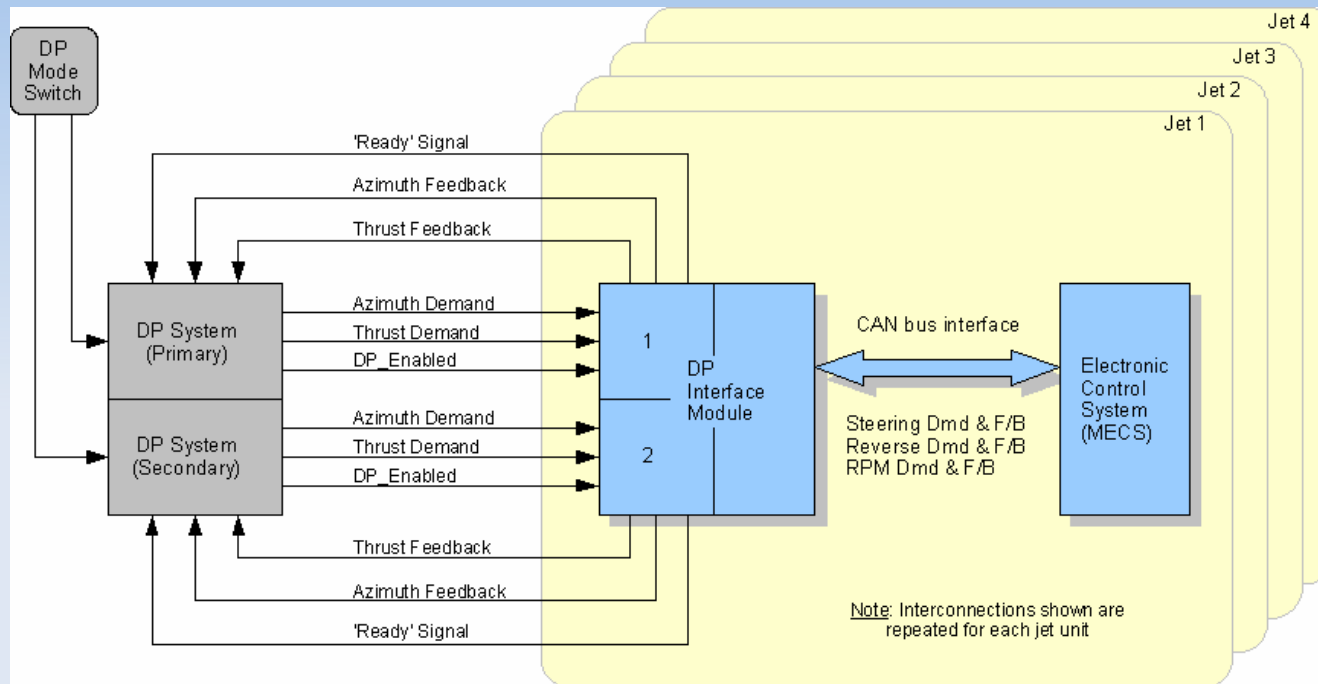 DP
Mode
Switch
Jet 4
Jet 3
Jet 2
Jet 1
'Ready' Signal
Azimuth Feedback
Thrust Feedback
DP System
(Primary)
Azimuth Demand
Thrust Demand
DP_Enabled
DP System
(Secondary)
Azimuth Demand
Thrust Demand
DP_Enabled
1
2
DP
Interface
Module
CAN bus interface
Steering Dmd & F/B
Reverse Dmd & F/B
RPM Dmd & F/B
Electronic
Control
System
(MECS)
Thrust Feedback
Azimuth Feedback
'Ready' Signal
Note: Interconnections shown are
repeated for each jet unit